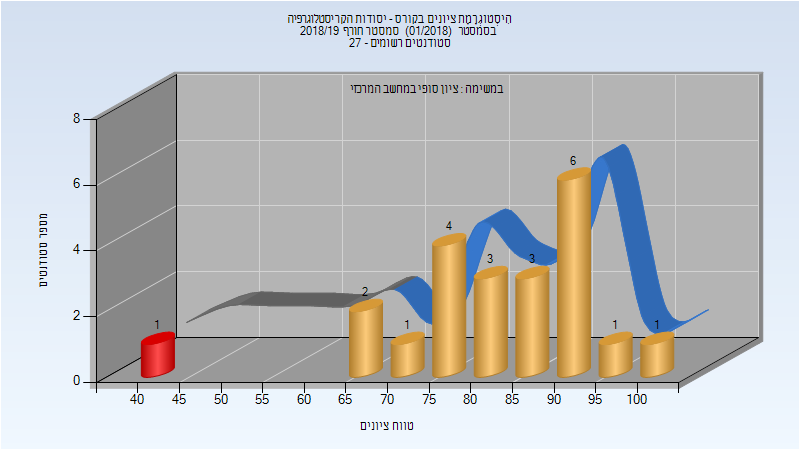 היסטוגרמת ציונים בקורס - יסודות הקריסטלוגרפיה
בסמסטר (01/2018) סמסטר חורף 2018/19
סטודנטים רשומים - 27
במשימה : ציון סופי במחשב המרכזי
מספר סטודנטים
8
6
4
2
0
1
2
1
4
3
3
6
1
1
40 45 50 55 60 65 70 75 80 85 90 95 100
טווח ציונים